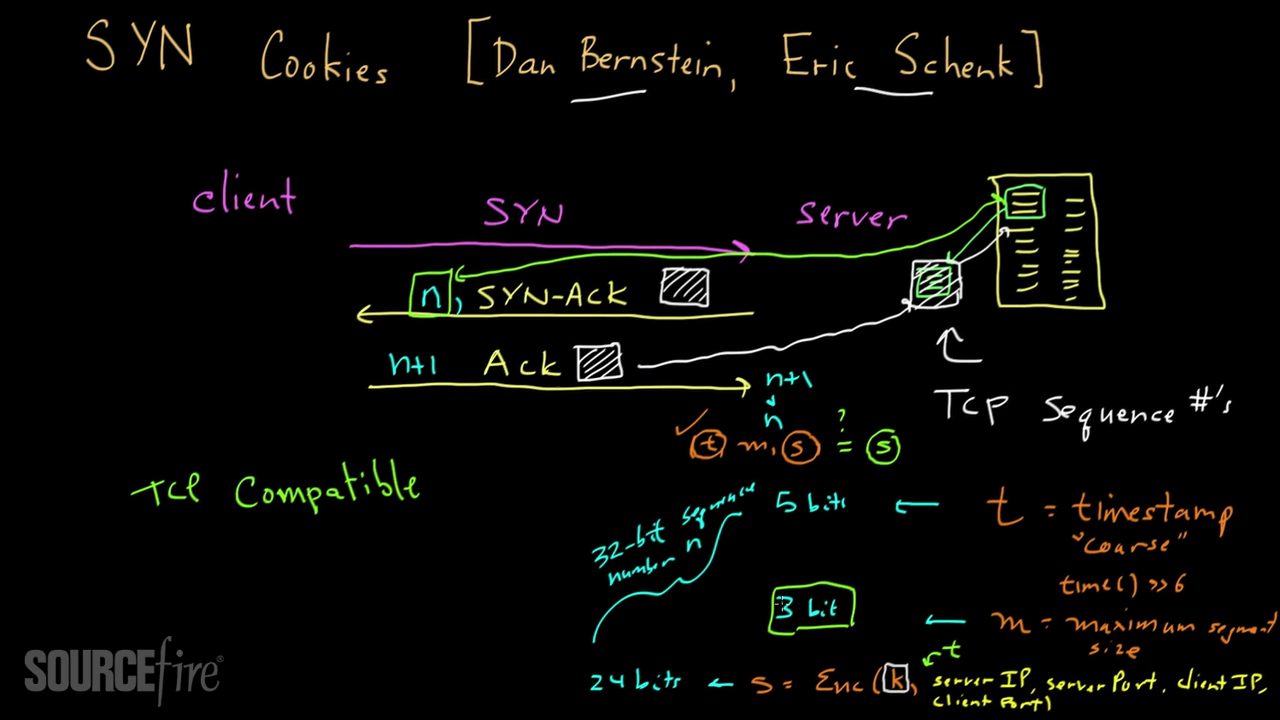 SYN Cookies [Dan Bernstein, Eric Schenk]
client
SYN
server
n, SYN-Ack
n+1 Ack
n+1
n
TCP Sequence #'s
✓ t, m, s ?= s
TCP Compatible
32-bit sequence
number n
5 bits ← t = timestamp
"coarse"
time() >> 6
3 bit ← m = maximum segment
size
t
24 bits ← s = Enc(k, server IP, server Port, client IP,
client Port)
SOURCEfire®